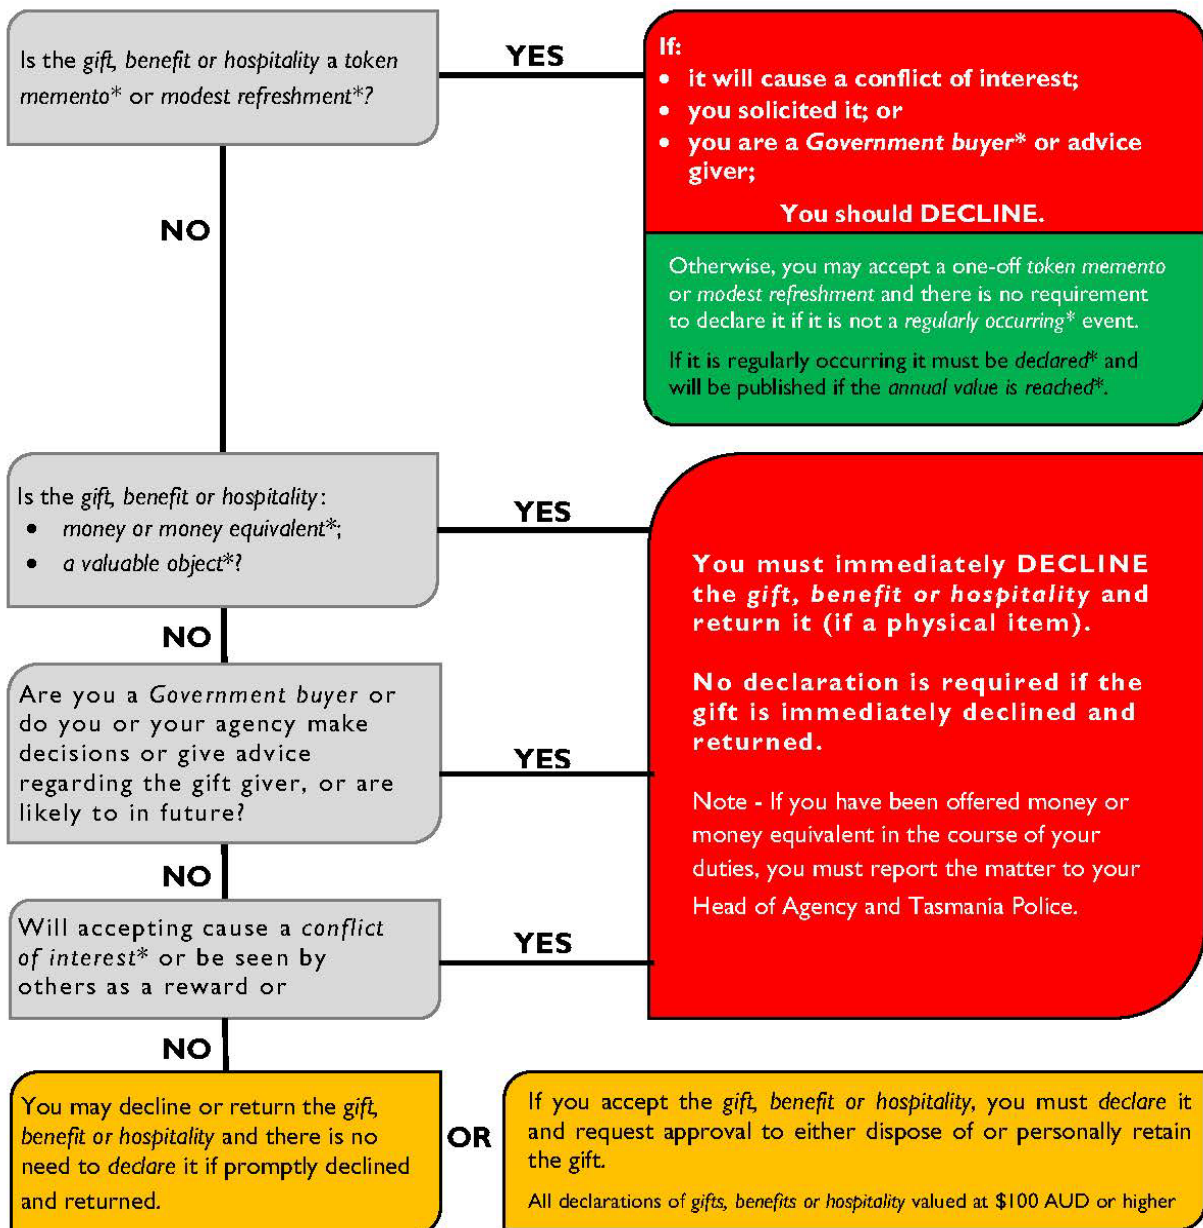 Is the gift, benefit or hospitality a token
memento* or modest refreshment*?
YES
If:
• it will cause a conflict of interest;
• you solicited it; or
• you are a Government buyer* or advice
giver;
You should DECLINE.
NO
Otherwise, you may accept a one-off token memento
or modest refreshment and there is no requirement
to declare it if it is not a regularly occurring* event.
If it is regularly occurring it must be declared* and
will be published if the annual value is reached*.
Is the gift, benefit or hospitality:
• money or money equivalent*;
• a valuable object*?
YES
NO
Are you a Government buyer or
do you or your agency make
decisions or give advice
regarding the gift giver, or are
likely to in future?
YES
NO
Will accepting cause a conflict
of interest* or be seen by
others as a reward or
YES
You must immediately DECLINE
the gift, benefit or hospitality and
return it (if a physical item).
No declaration is required if the
gift is immediately declined and
returned.
Note - If you have been offered money or
money equivalent in the course of your
duties, you must report the matter to your
Head of Agency and Tasmania Police.
NO
You may decline or return the gift,
benefit or hospitality and there is no
need to declare it if promptly declined
and returned.
OR
If you accept the gift, benefit or hospitality, you must declare it
and request approval to either dispose of or personally retain
the gift.
All declarations of gifts, benefits or hospitality valued at $100 AUD or higher